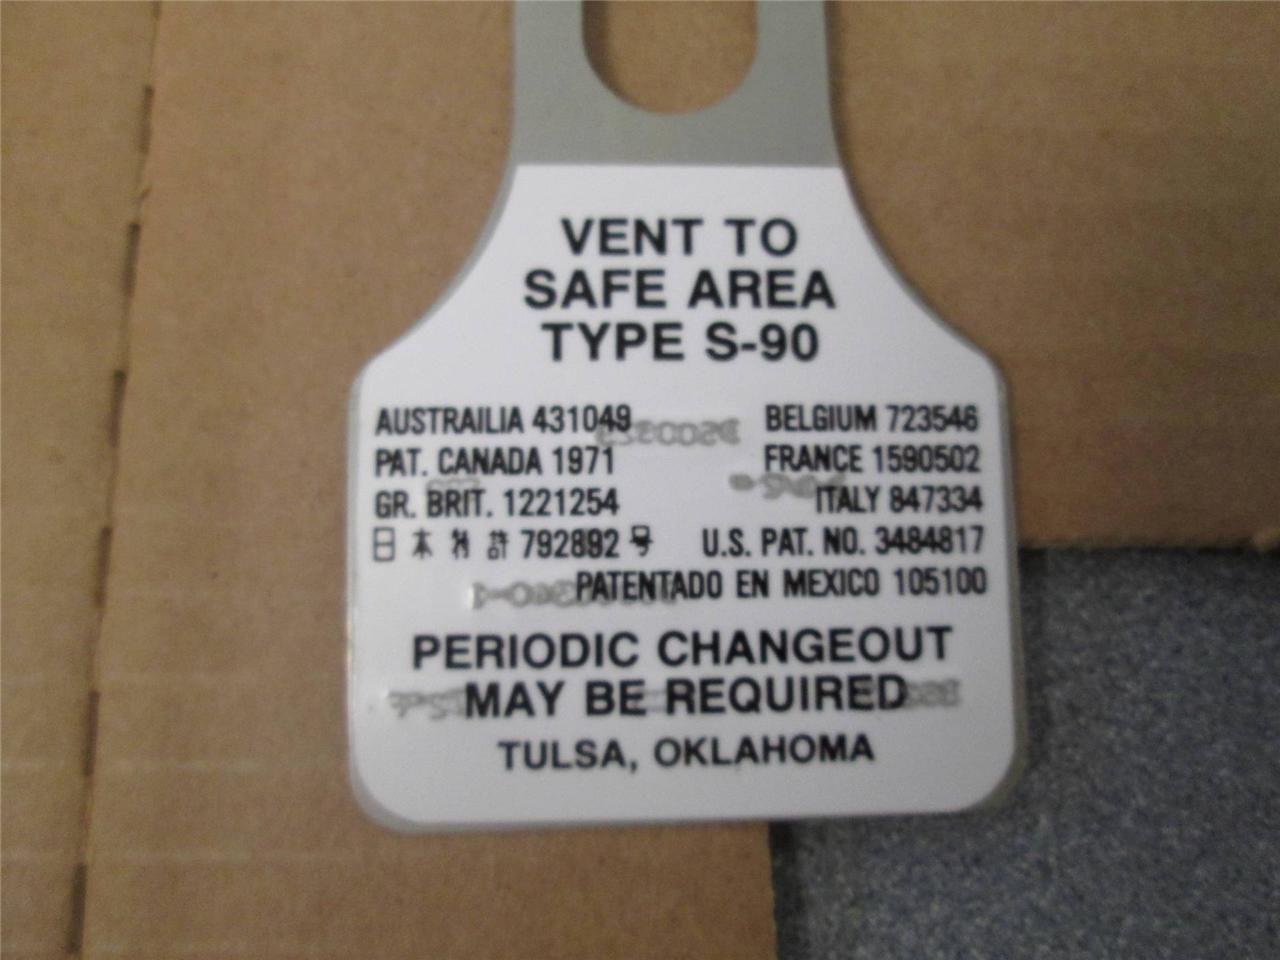 VENT TO
SAFE AREA
TYPE S-90
AUSTRAILIA 431049 BELGIUM 723546
PAT. CANADA 1971 FRANCE 1590502
GR. BRIT. 1221254 ITALY 847334
日本特許 792892 号 U.S. PAT. NO. 3484817
PATENTADO EN MEXICO 105100
PERIODIC CHANGEOUT
MAY BE REQUIRED
TULSA, OKLAHOMA